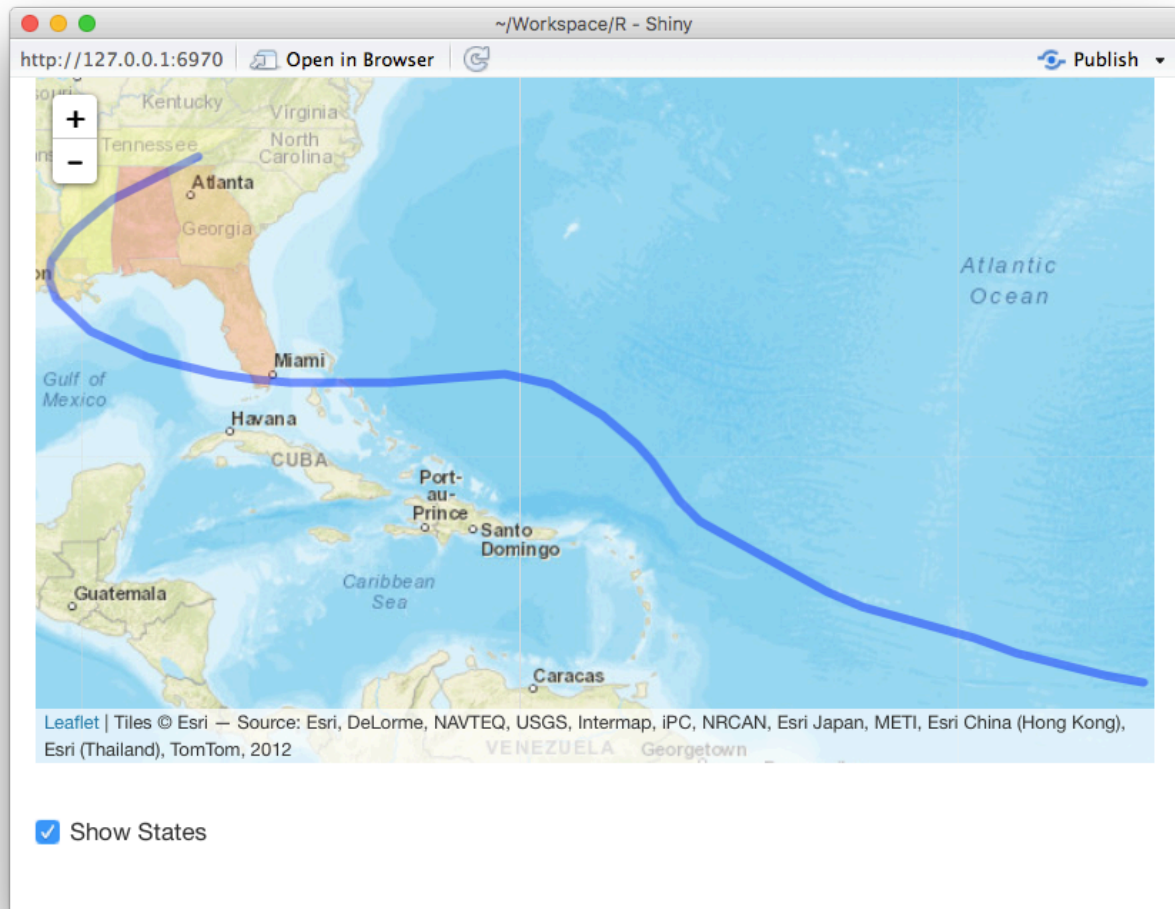 ~/Workspace/R - Shiny
http://127.0.0.1:6970
Open in Browser
Publish
+
−
Kentucky
Virginia
Tennessee
North
Carolina
Atlanta
Georgia
Atlantic
Ocean
Miami
Gulf of
Mexico
Havana
CUBA
Port-
au-
Prince
Santo
Domingo
Caribbean
Sea
Guatemala
Caracas
Leaflet | Tiles © Esri — Source: Esri, DeLorme, NAVTEQ, USGS, Intermap, iPC, NRCAN, Esri Japan, METI, Esri China (Hong Kong),
Esri (Thailand), TomTom, 2012
VENEZUELA
Georgetown
Show States